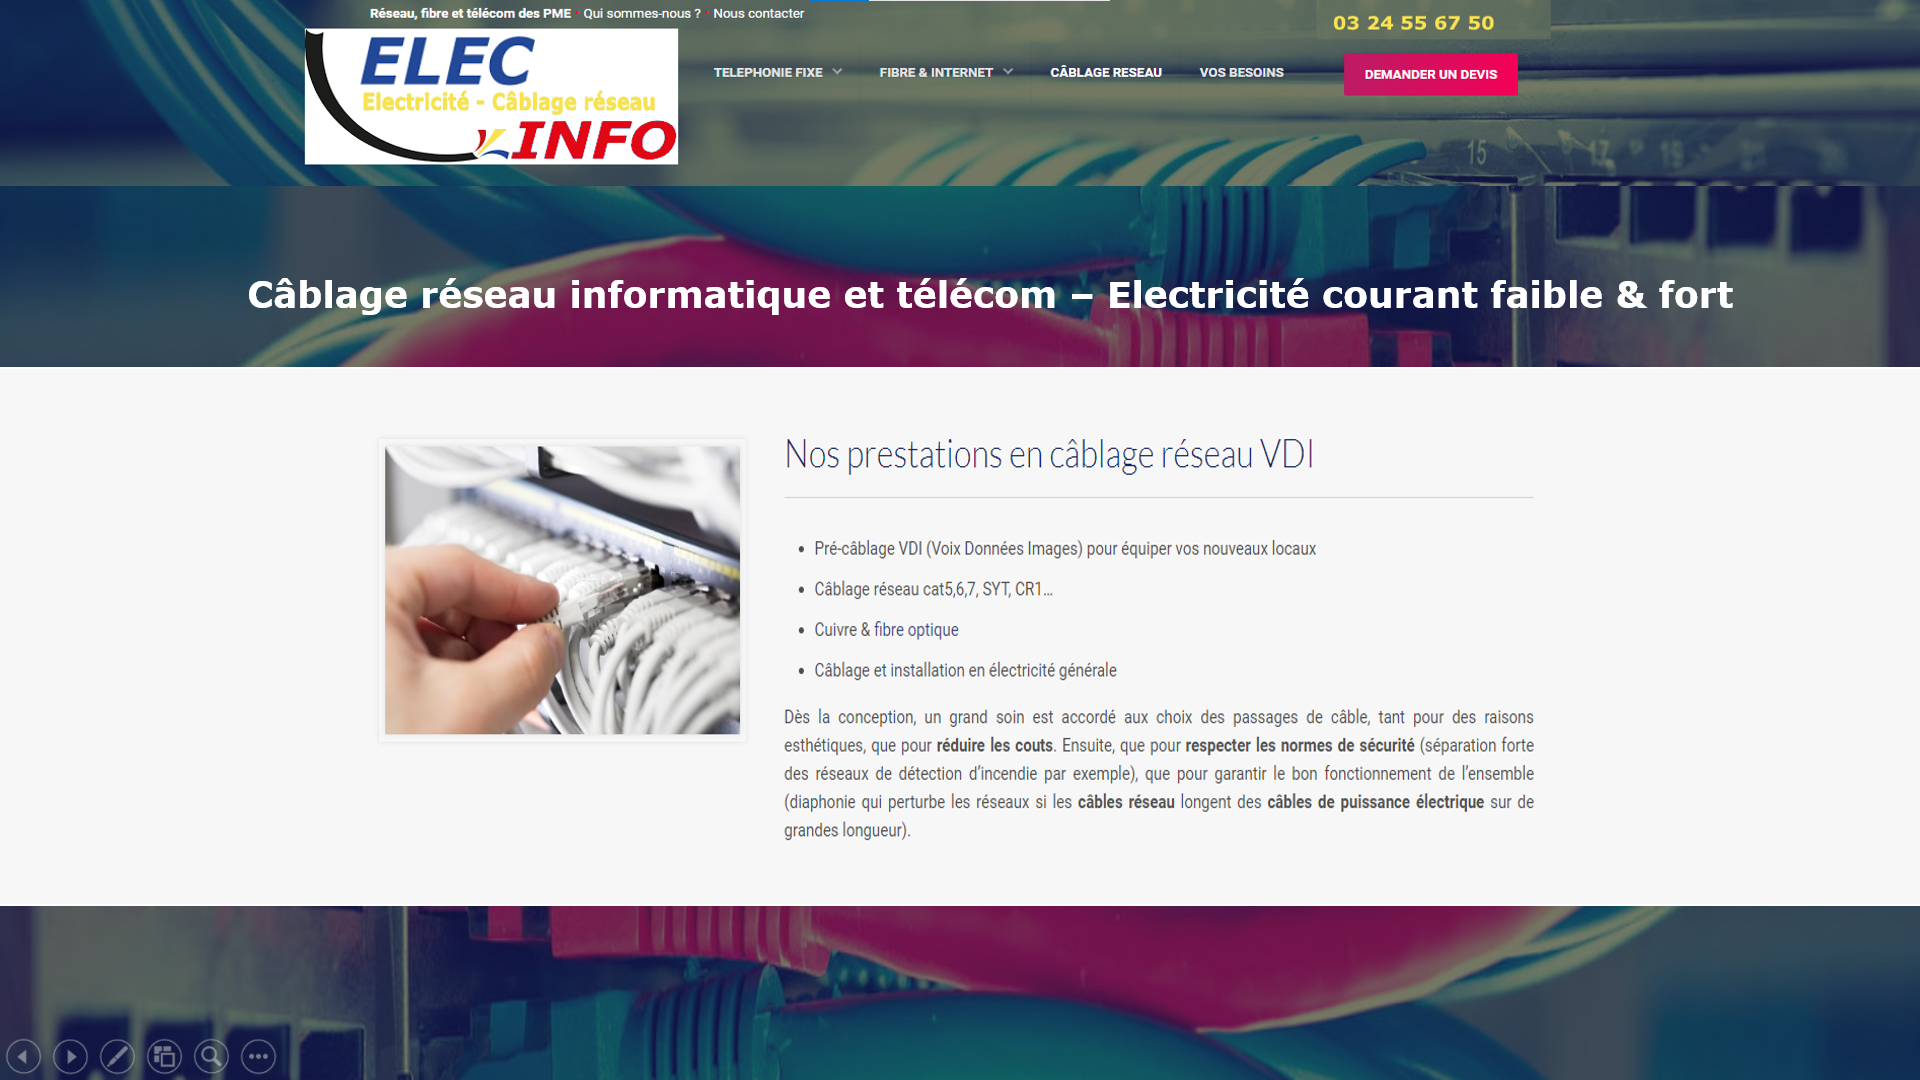 Réseau, fibre et télécom des PME • Qui sommes-nous ? • Nous contacter
03 24 55 67 50
ELEC
Electricité - Câblage réseau
INFO
TELEPHONIE FIXE
FIBRE & INTERNET
CÂBLAGE RESEAU
VOS BESOINS
DEMANDER UN DEVIS
15
17
19
21
Câblage réseau informatique et télécom – Electricité courant faible & fort
Nos prestations en câblage réseau VDI
• Pré-câblage VDI (Voix Données Images) pour équiper vos nouveaux locaux
• Câblage réseau cat5,6,7, SYT, CR1…
• Cuivre & fibre optique
• Câblage et installation en électricité générale
Dès la conception, un grand soin est accordé aux choix des passages de câble, tant pour des raisons
esthétiques, que pour réduire les couts. Ensuite, que pour respecter les normes de sécurité (séparation forte
des réseaux de détection d’incendie par exemple), que pour garantir le bon fonctionnement de l’ensemble
(diaphonie qui perturbe les réseaux si les câbles réseau longent des câbles de puissance électrique sur de
grandes longueur).